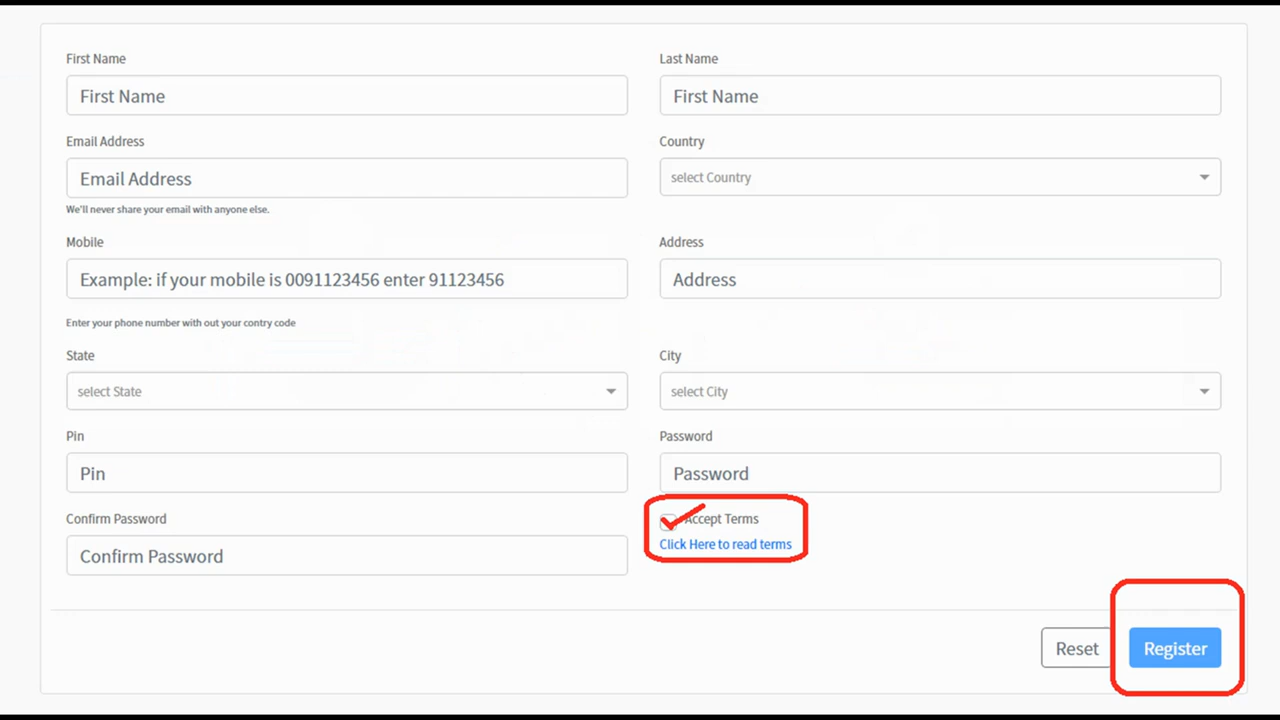 First Name
Last Name
First Name
First Name
Email Address
Country
Email Address
select Country
We'll never share your email with anyone else.
Mobile
Address
Example: if your mobile is 0091123456 enter 91123456
Address
Enter your phone number with out your contry code
State
City
select State
select City
Pin
Password
Pin
Password
Confirm Password
Accept Terms
Click Here to read terms
Confirm Password
Reset
Register